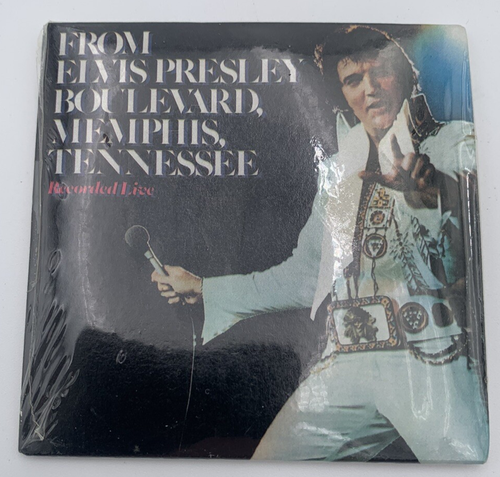 FROM
ELVIS PRESLEY
BOULEVARD,
MEMPHIS,
TENNESSEE
Recorded Live